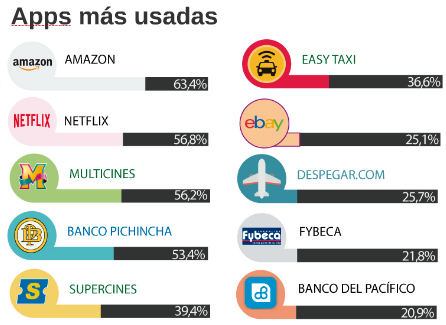 Apps más usadas
amazon
AMAZON
63,4%
NETFLIX
NETFLIX
56,8%
M
MULTICINES
56,2%
B
BANCO PICHINCHA
53,4%
S
SUPERCINES
39,4%
EASY TAXI
36,6%
ebay
25,1%
DESPEGAR.COM
25,7%
Fybeca
FYBECA
21,8%
BANCO DEL PACÍFICO
20,9%